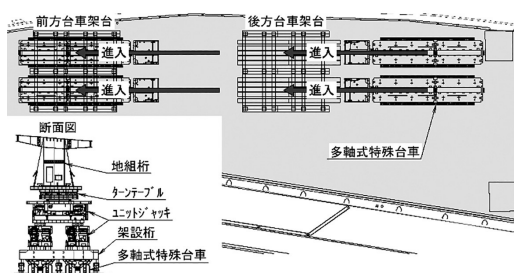 前方台車架台
後方台車架台
進入
進入
進入
進入
多軸式特殊台車
断面図
地組桁
ターンテーブル
ユニットジャッキ
架設桁
多軸式特殊台車